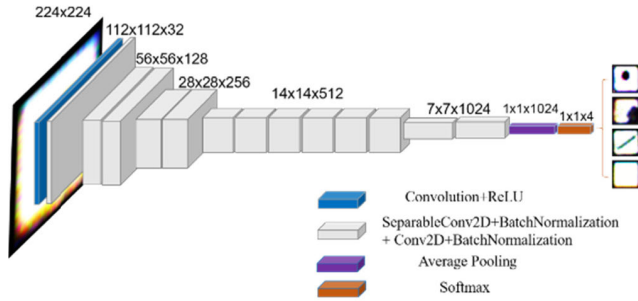 224x224
112x112x32
56x56x128
28x28x256
14x14x512
7x7x1024
1x1x1024
1x1x4
Convolution+ReLU
SeparableConv2D+BatchNormalization
+ Conv2D+BatchNormalization
Average Pooling
Softmax